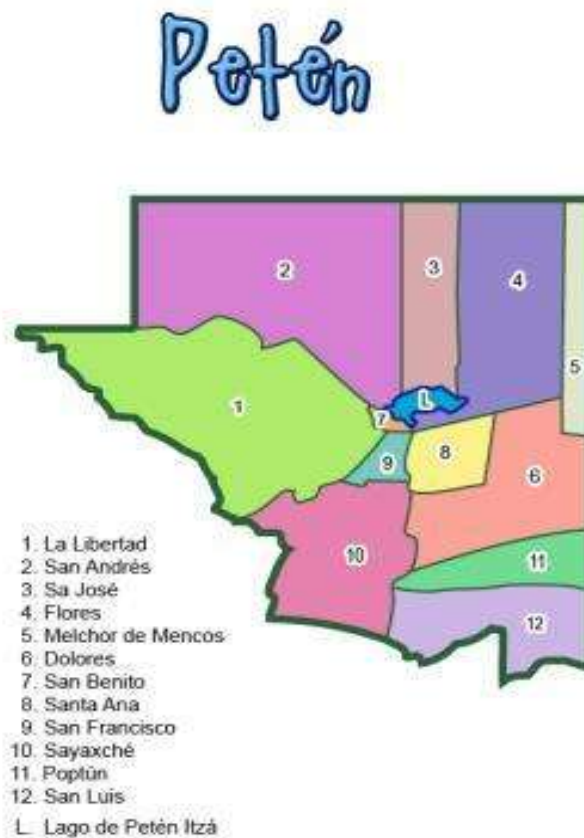 Petén
2
3
4
5
1
L
7
8
9
6
10
11
12
1. La Libertad
2. San Andrés
3. Sa José
4. Flores
5. Melchor de Mencos
6. Dolores
7. San Benito
8. Santa Ana
9. San Francisco
10. Sayaxché
11. Poptún
12. San Luis
L. Lago de Petén Itzá